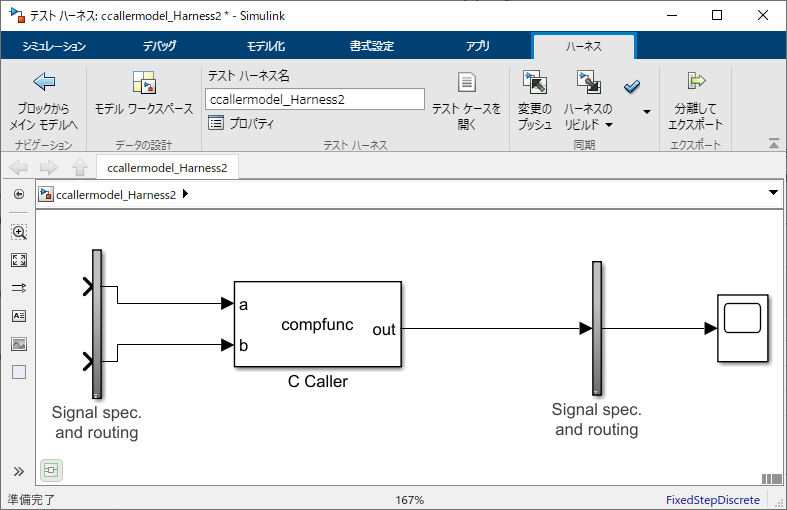 テスト ハーネス: ccallermodel_Harness2 * - Simulink
シミュレーション デバッグ モデル化 書式設定 アプリ ハーネス
テスト ハーネス名
ccallermodel_Harness2
プロパティ
ブロックから
メイン モデルへ
モデル ワークスペース
テスト ケースを
開く
変更の
プッシュ
ハーネスの
リビルド
分離して
エクスポート
ナビゲーション データの設計 テスト ハーネス 同期 エクスポート
ccallermodel_Harness2
ccallermodel_Harness2
a
b
compfunc
out
C Caller
Signal spec.
and routing
Signal spec.
and routing
準備完了 167% FixedStepDiscrete